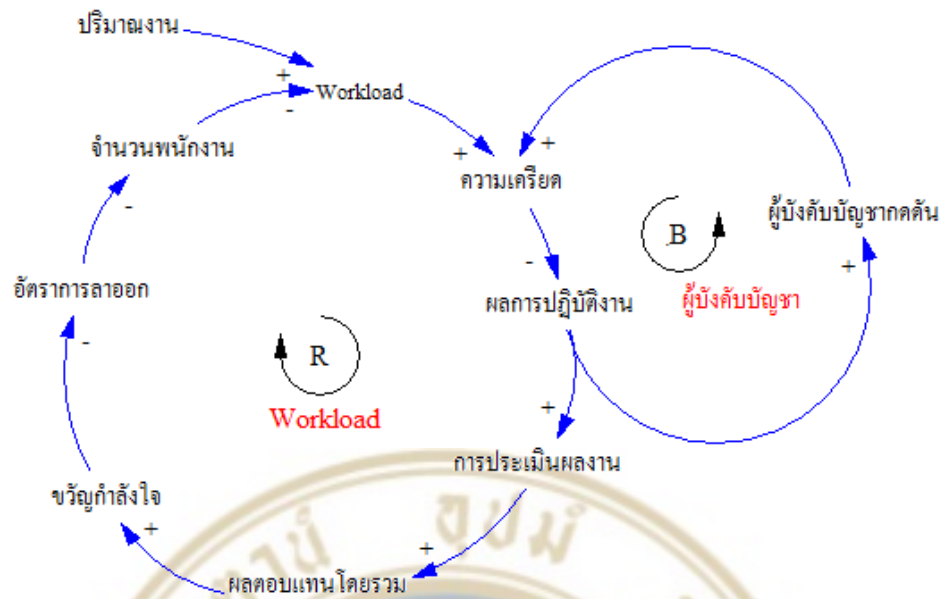 ปริมาณงาน
+
Workload
-
จำนวนพนักงาน
+
+
ความเครียด
-
B
ผู้บังคับบัญชากดดัน
+
-
อัตราการลาออก
ผลการปฏิบัติงาน
ผู้บังคับบัญชา
-
R
Workload
+
การประเมินผลงาน
ขวัญกำลังใจ
+
+
ผลตอบแทนโดยรวม